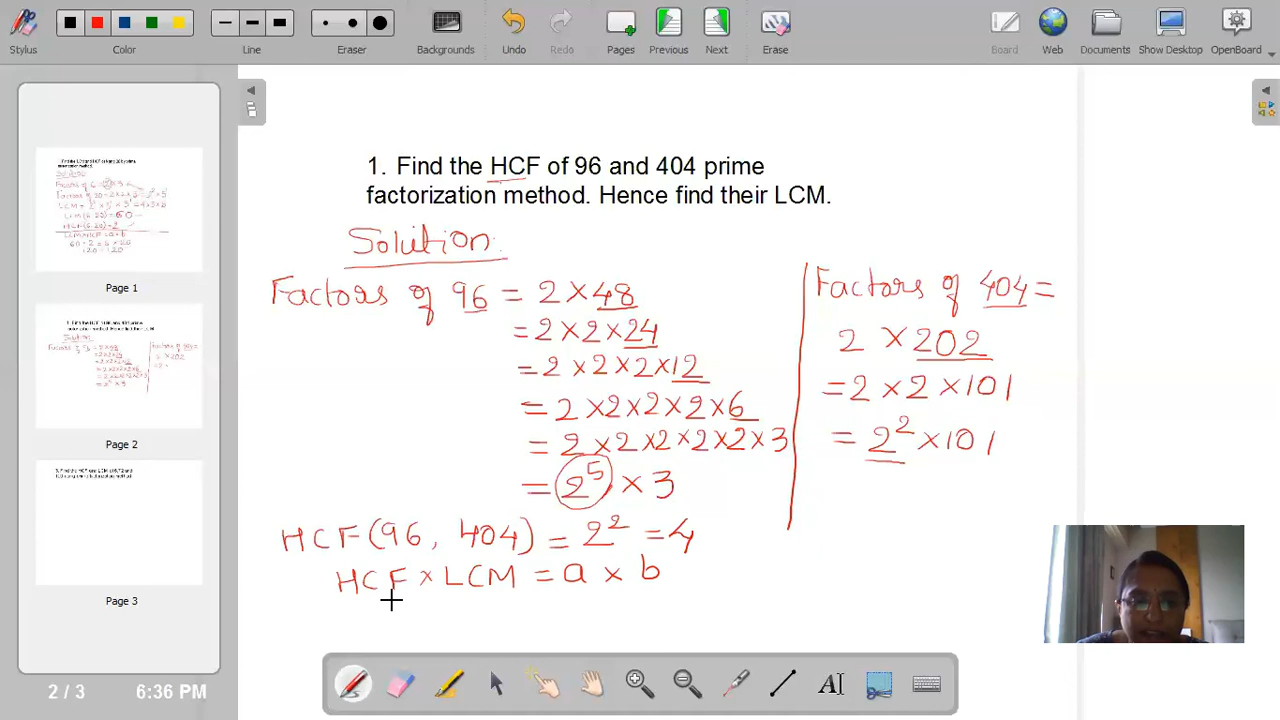 Stylus
Color
Line
Eraser
Backgrounds
Undo
Redo
Pages
Previous
Next
Erase
Board
Web
Documents
Show Desktop
OpenBoard
Page 1
Page 2
Page 3
2 / 3
6:36 PM
1. Find the HCF of 96 and 404 prime
factorization method. Hence find their LCM.
Solution.
Factors of 96 = 2 × 48
= 2 × 2 × 24
= 2 × 2 × 2 × 12
= 2 × 2 × 2 × 2 × 6
= 2 × 2 × 2 × 2 × 2 × 3
= 2⁵ × 3
Factors of 404 =
2 × 202
= 2 × 2 × 101
= 2² × 101
HCF(96, 404) = 2² = 4
HCF × LCM = a × b